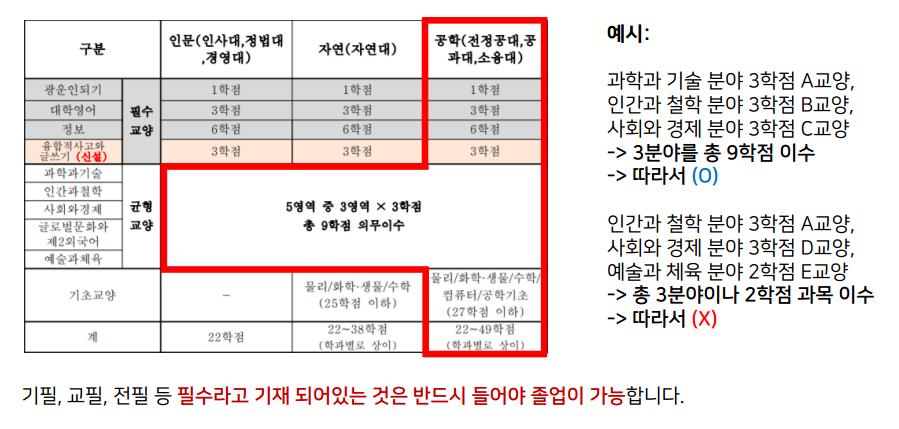 구분
인문(인사대,정법대
,경영대)
자연(자연대)
공학(전정공대,공
과대,소융대)
광운인되기
1학점
1학점
1학점
대학영어
필수
3학점
3학점
3학점
정보
교양
6학점
6학점
6학점
융합적사고와
글쓰기 (신설)
3학점
3학점
3학점
과학과기술
인간과철학
사회와경제
균형
교양
글로벌문화와
제2외국어
예술과체육
5영역 중 3영역 × 3학점
총 9학점 의무이수
기초교양
–
물리/화학·생물/수학
(25학점 이하)
물리/화학·생물/수학/
컴퓨터/공학기초
(27학점 이하)
계
22학점
22~38학점
(학과별로 상이)
22~49학점
(학과별로 상이)
예시:
과학과 기술 분야 3학점 A교양,
인간과 철학 분야 3학점 B교양,
사회와 경제 분야 3학점 C교양
-> 3분야를 총 9학점 이수
-> 따라서 (O)
인간과 철학 분야 3학점 A교양,
사회와 경제 분야 3학점 D교양,
예술과 체육 분야 2학점 E교양
-> 총 3분야이나 2학점 과목 이수
-> 따라서 (X)
기필, 교필, 전필 등 필수라고 기재 되어있는 것은 반드시 들어야 졸업이 가능합니다.